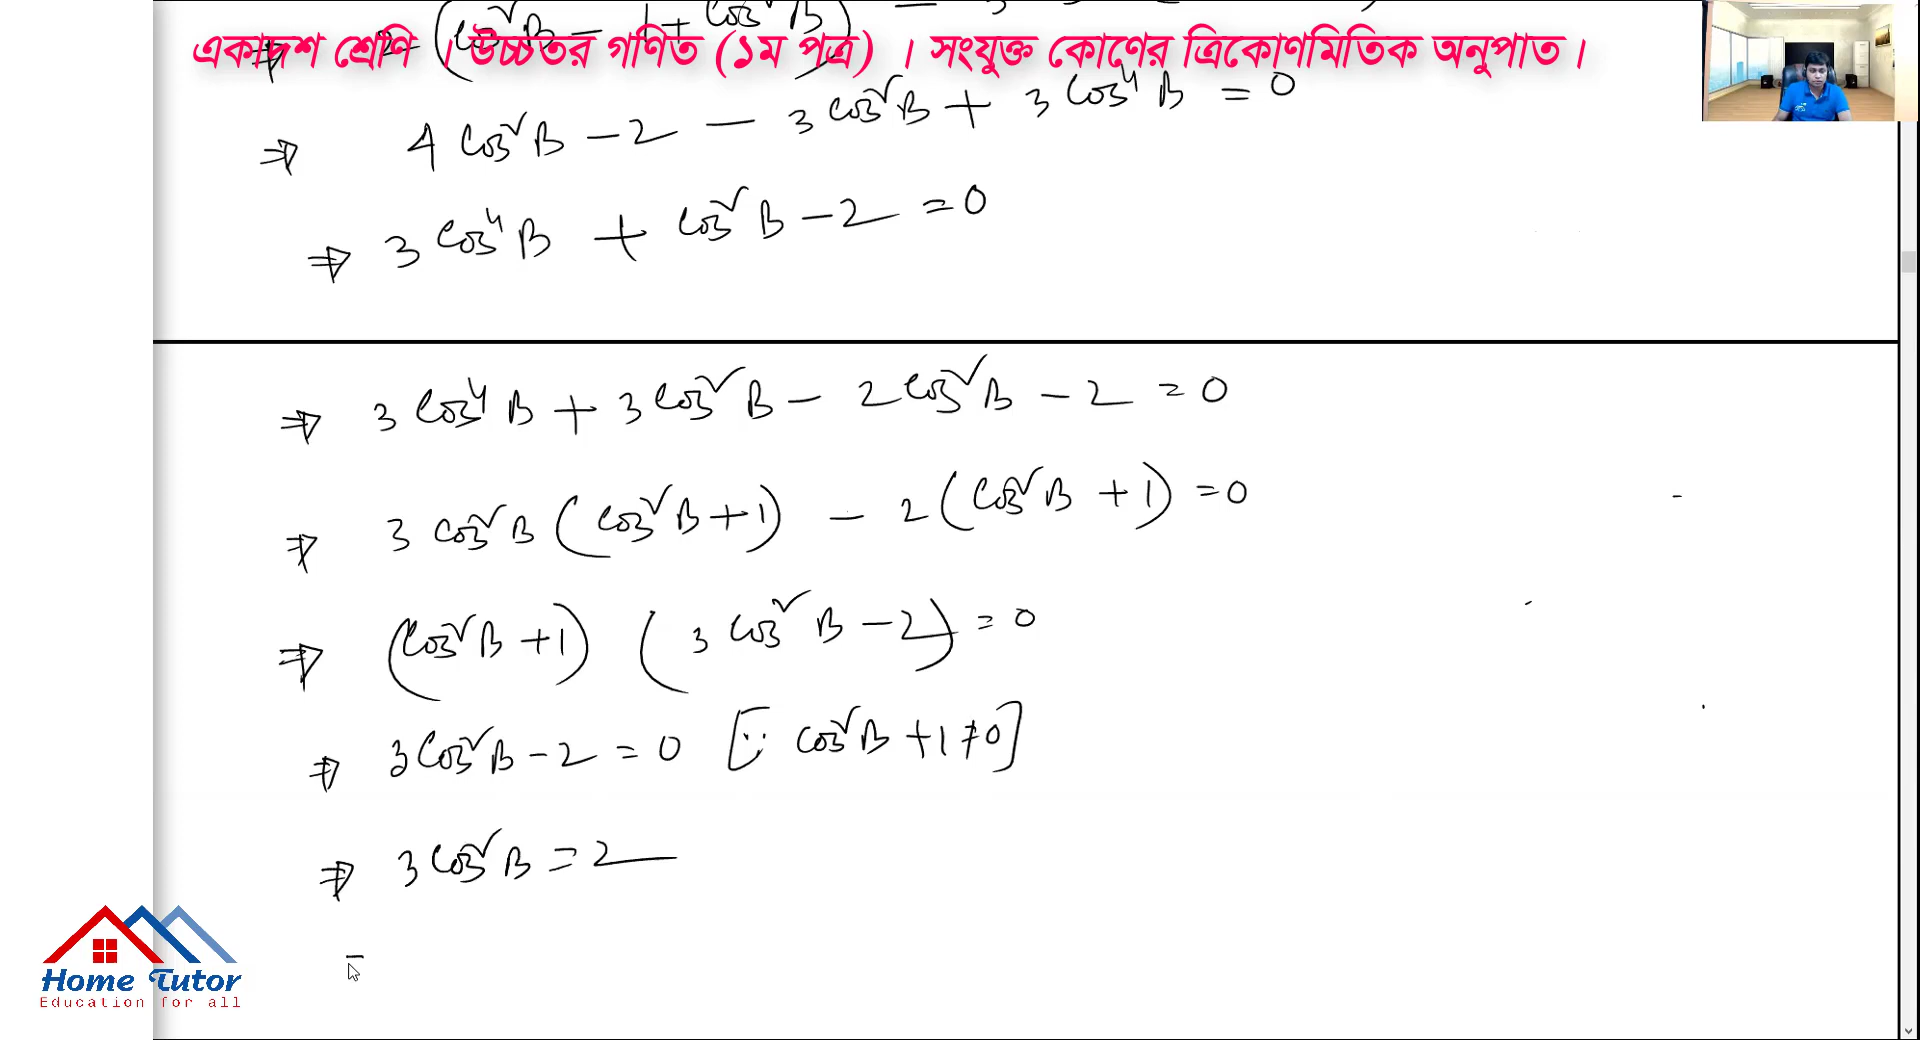 একাদশ শ্রেণি । উচ্চতর গণিত (১ম পত্র) । সংযুক্ত কোণের ত্রিকোণমিতিক অনুপাত ।
⇒ 4 cos²B − 2 − 3 cos²B + 3 cos⁴B = 0
⇒ 3 cos⁴B + cos²B − 2 = 0
⇒ 3 cos⁴B + 3 cos²B − 2 cos²B − 2 = 0
⇒ 3 cos²B (cos²B + 1) − 2 (cos²B + 1) = 0
⇒ (cos²B + 1) (3 cos²B − 2) = 0
⇒ 3 cos²B − 2 = 0 [∵ cos²B + 1 ≠ 0]
⇒ 3 cos²B = 2
Home Tutor
Education for all